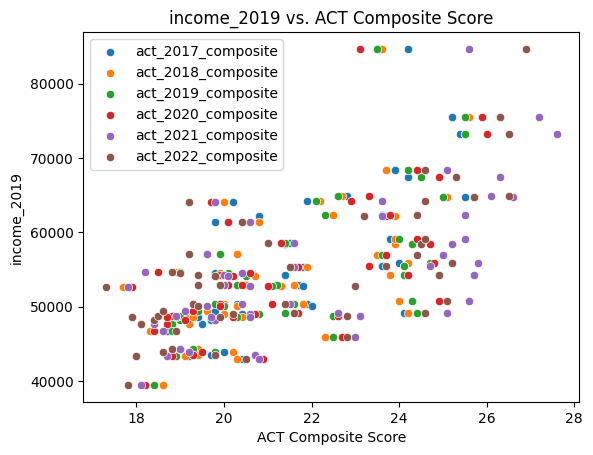 income_2019 vs. ACT Composite Score
act_2017_composite
act_2018_composite
act_2019_composite
act_2020_composite
act_2021_composite
act_2022_composite
income_2019
80000
70000
60000
50000
40000
18 20 22 24 26 28
ACT Composite Score